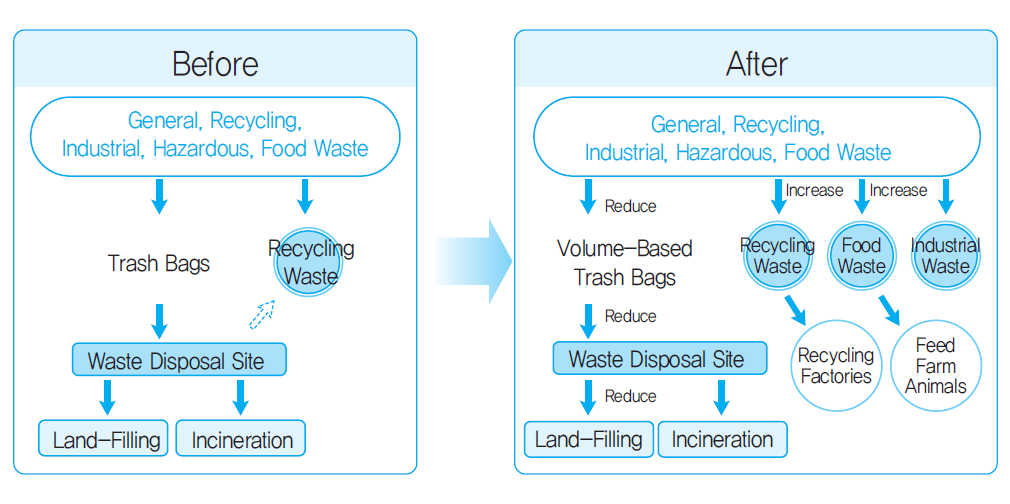 Before
General, Recycling,
Industrial, Hazardous, Food Waste
Trash Bags
Recycling
Waste
Waste Disposal Site
Land-Filling
Incineration
After
General, Recycling,
Industrial, Hazardous, Food Waste
Reduce
Increase
Increase
Volume-Based
Trash Bags
Recycling
Waste
Food
Waste
Industrial
Waste
Reduce
Waste Disposal Site
Recycling
Factories
Feed
Farm
Animals
Reduce
Land-Filling
Incineration